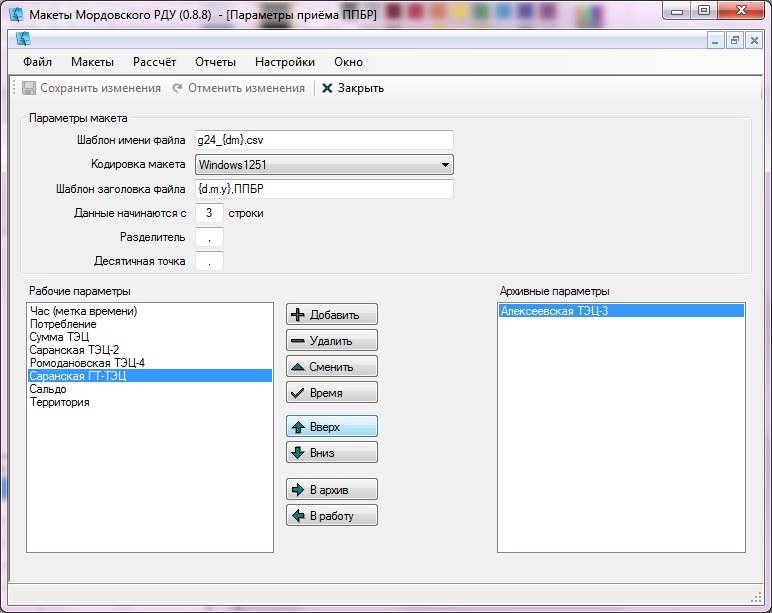 Макеты Мордовского РДУ (0.8.8) - [Параметры приёма ППБР]
Файл Макеты Рассчёт Отчеты Настройки Окно
Сохранить изменения Отменить изменения Закрыть
Параметры макета
Шаблон имени файла g24_{dm}.csv
Кодировка макета Windows1251
Шаблон заголовка файла {d.m.y},ППБР
Данные начинаются с 3 строки
Разделитель ,
Десятичная точка .
Рабочие параметры
Час (метка времени)
Потребление
Сумма ТЭЦ
Саранская ТЭЦ-2
Ромодановская ТЭЦ-4
Саранская ГТ-ТЭЦ
Сальдо
Территория
Добавить
Удалить
Сменить
Время
Вверх
Вниз
В архив
В работу
Архивные параметры
Алексеевская ТЭЦ-3